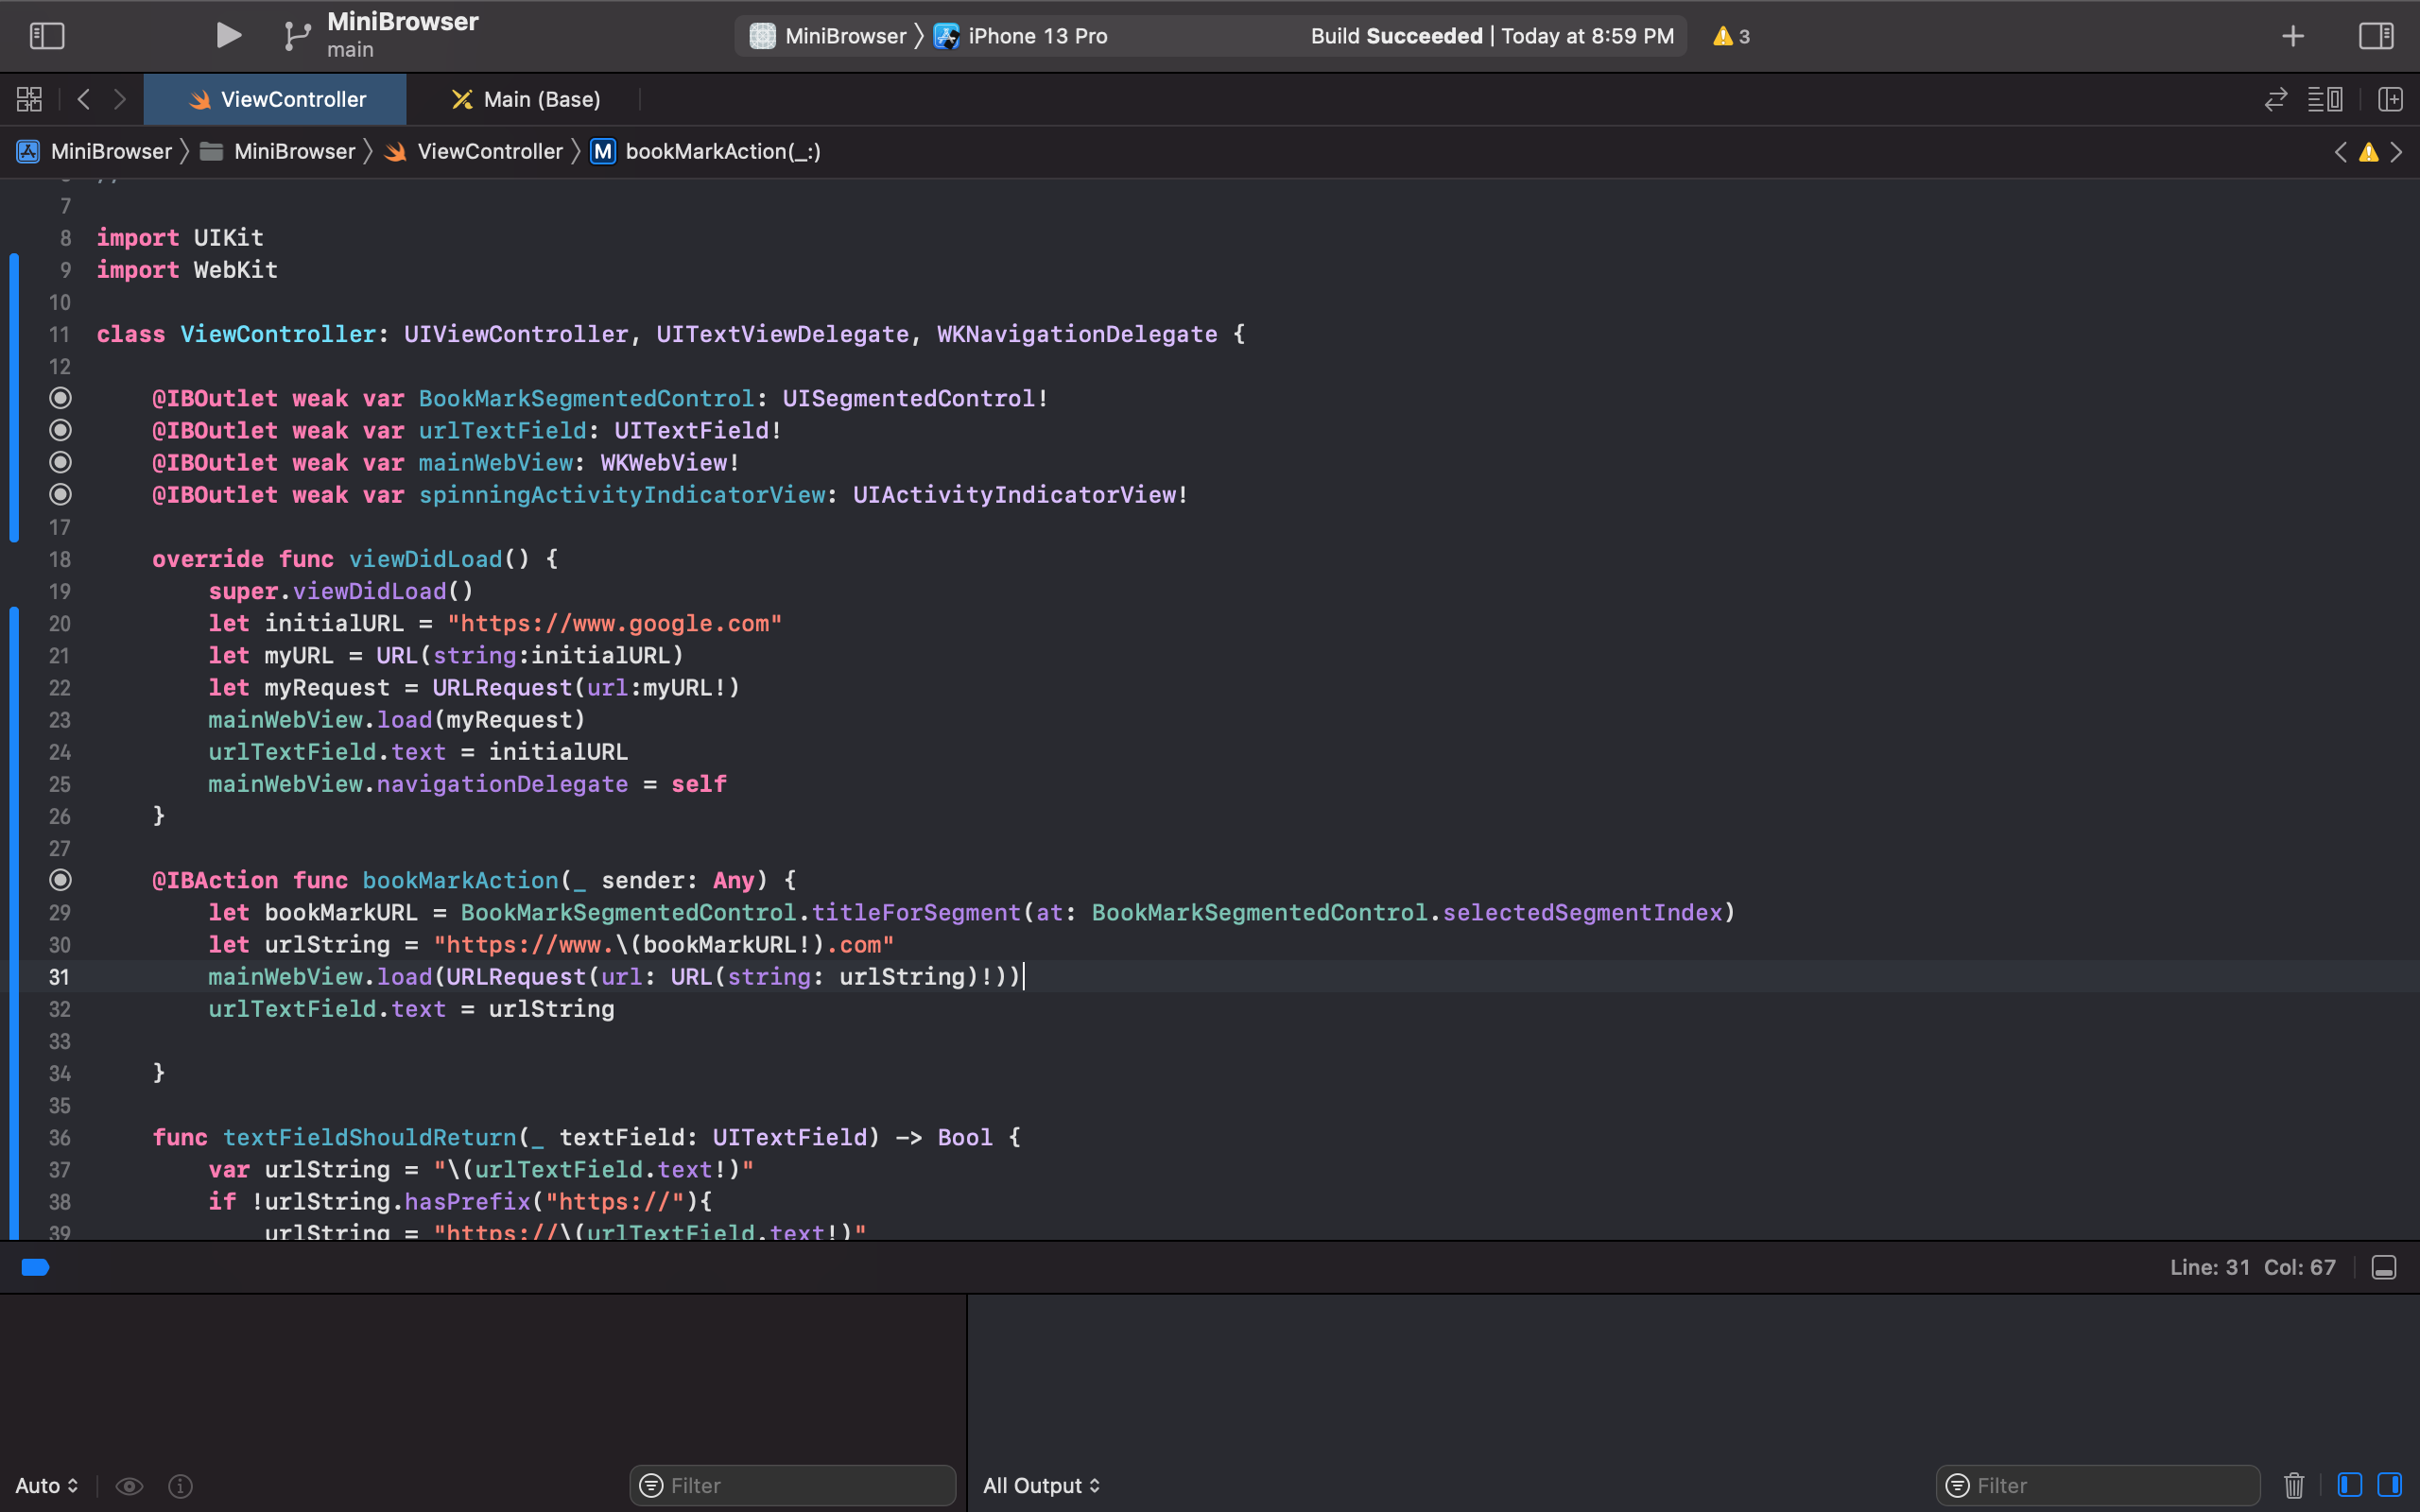 MiniBrowser
main
MiniBrowser 〉 iPhone 13 Pro
Build Succeeded | Today at 8:59 PM
3
ViewController
Main (Base)
MiniBrowser 〉 MiniBrowser 〉 ViewController 〉 M bookMarkAction(_:)
7
8 import UIKit
9 import WebKit
10
11 class ViewController: UIViewController, UITextViewDelegate, WKNavigationDelegate {
12
@IBOutlet weak var BookMarkSegmentedControl: UISegmentedControl!
@IBOutlet weak var urlTextField: UITextField!
@IBOutlet weak var mainWebView: WKWebView!
@IBOutlet weak var spinningActivityIndicatorView: UIActivityIndicatorView!
17
18 override func viewDidLoad() {
19 super.viewDidLoad()
20 let initialURL = "https://www.google.com"
21 let myURL = URL(string:initialURL)
22 let myRequest = URLRequest(url:myURL!)
23 mainWebView.load(myRequest)
24 urlTextField.text = initialURL
25 mainWebView.navigationDelegate = self
26 }
27
@IBAction func bookMarkAction(_ sender: Any) {
29 let bookMarkURL = BookMarkSegmentedControl.titleForSegment(at: BookMarkSegmentedControl.selectedSegmentIndex)
30 let urlString = "https://www.\(bookMarkURL!).com"
31 mainWebView.load(URLRequest(url: URL(string: urlString)!))
32 urlTextField.text = urlString
33
34 }
35
36 func textFieldShouldReturn(_ textField: UITextField) -> Bool {
37 var urlString = "\(urlTextField.text!)"
38 if !urlString.hasPrefix("https://"){
39 urlString = "https://\(urlTextField.text!)"
Line: 31 Col: 67
Auto
Filter
All Output
Filter